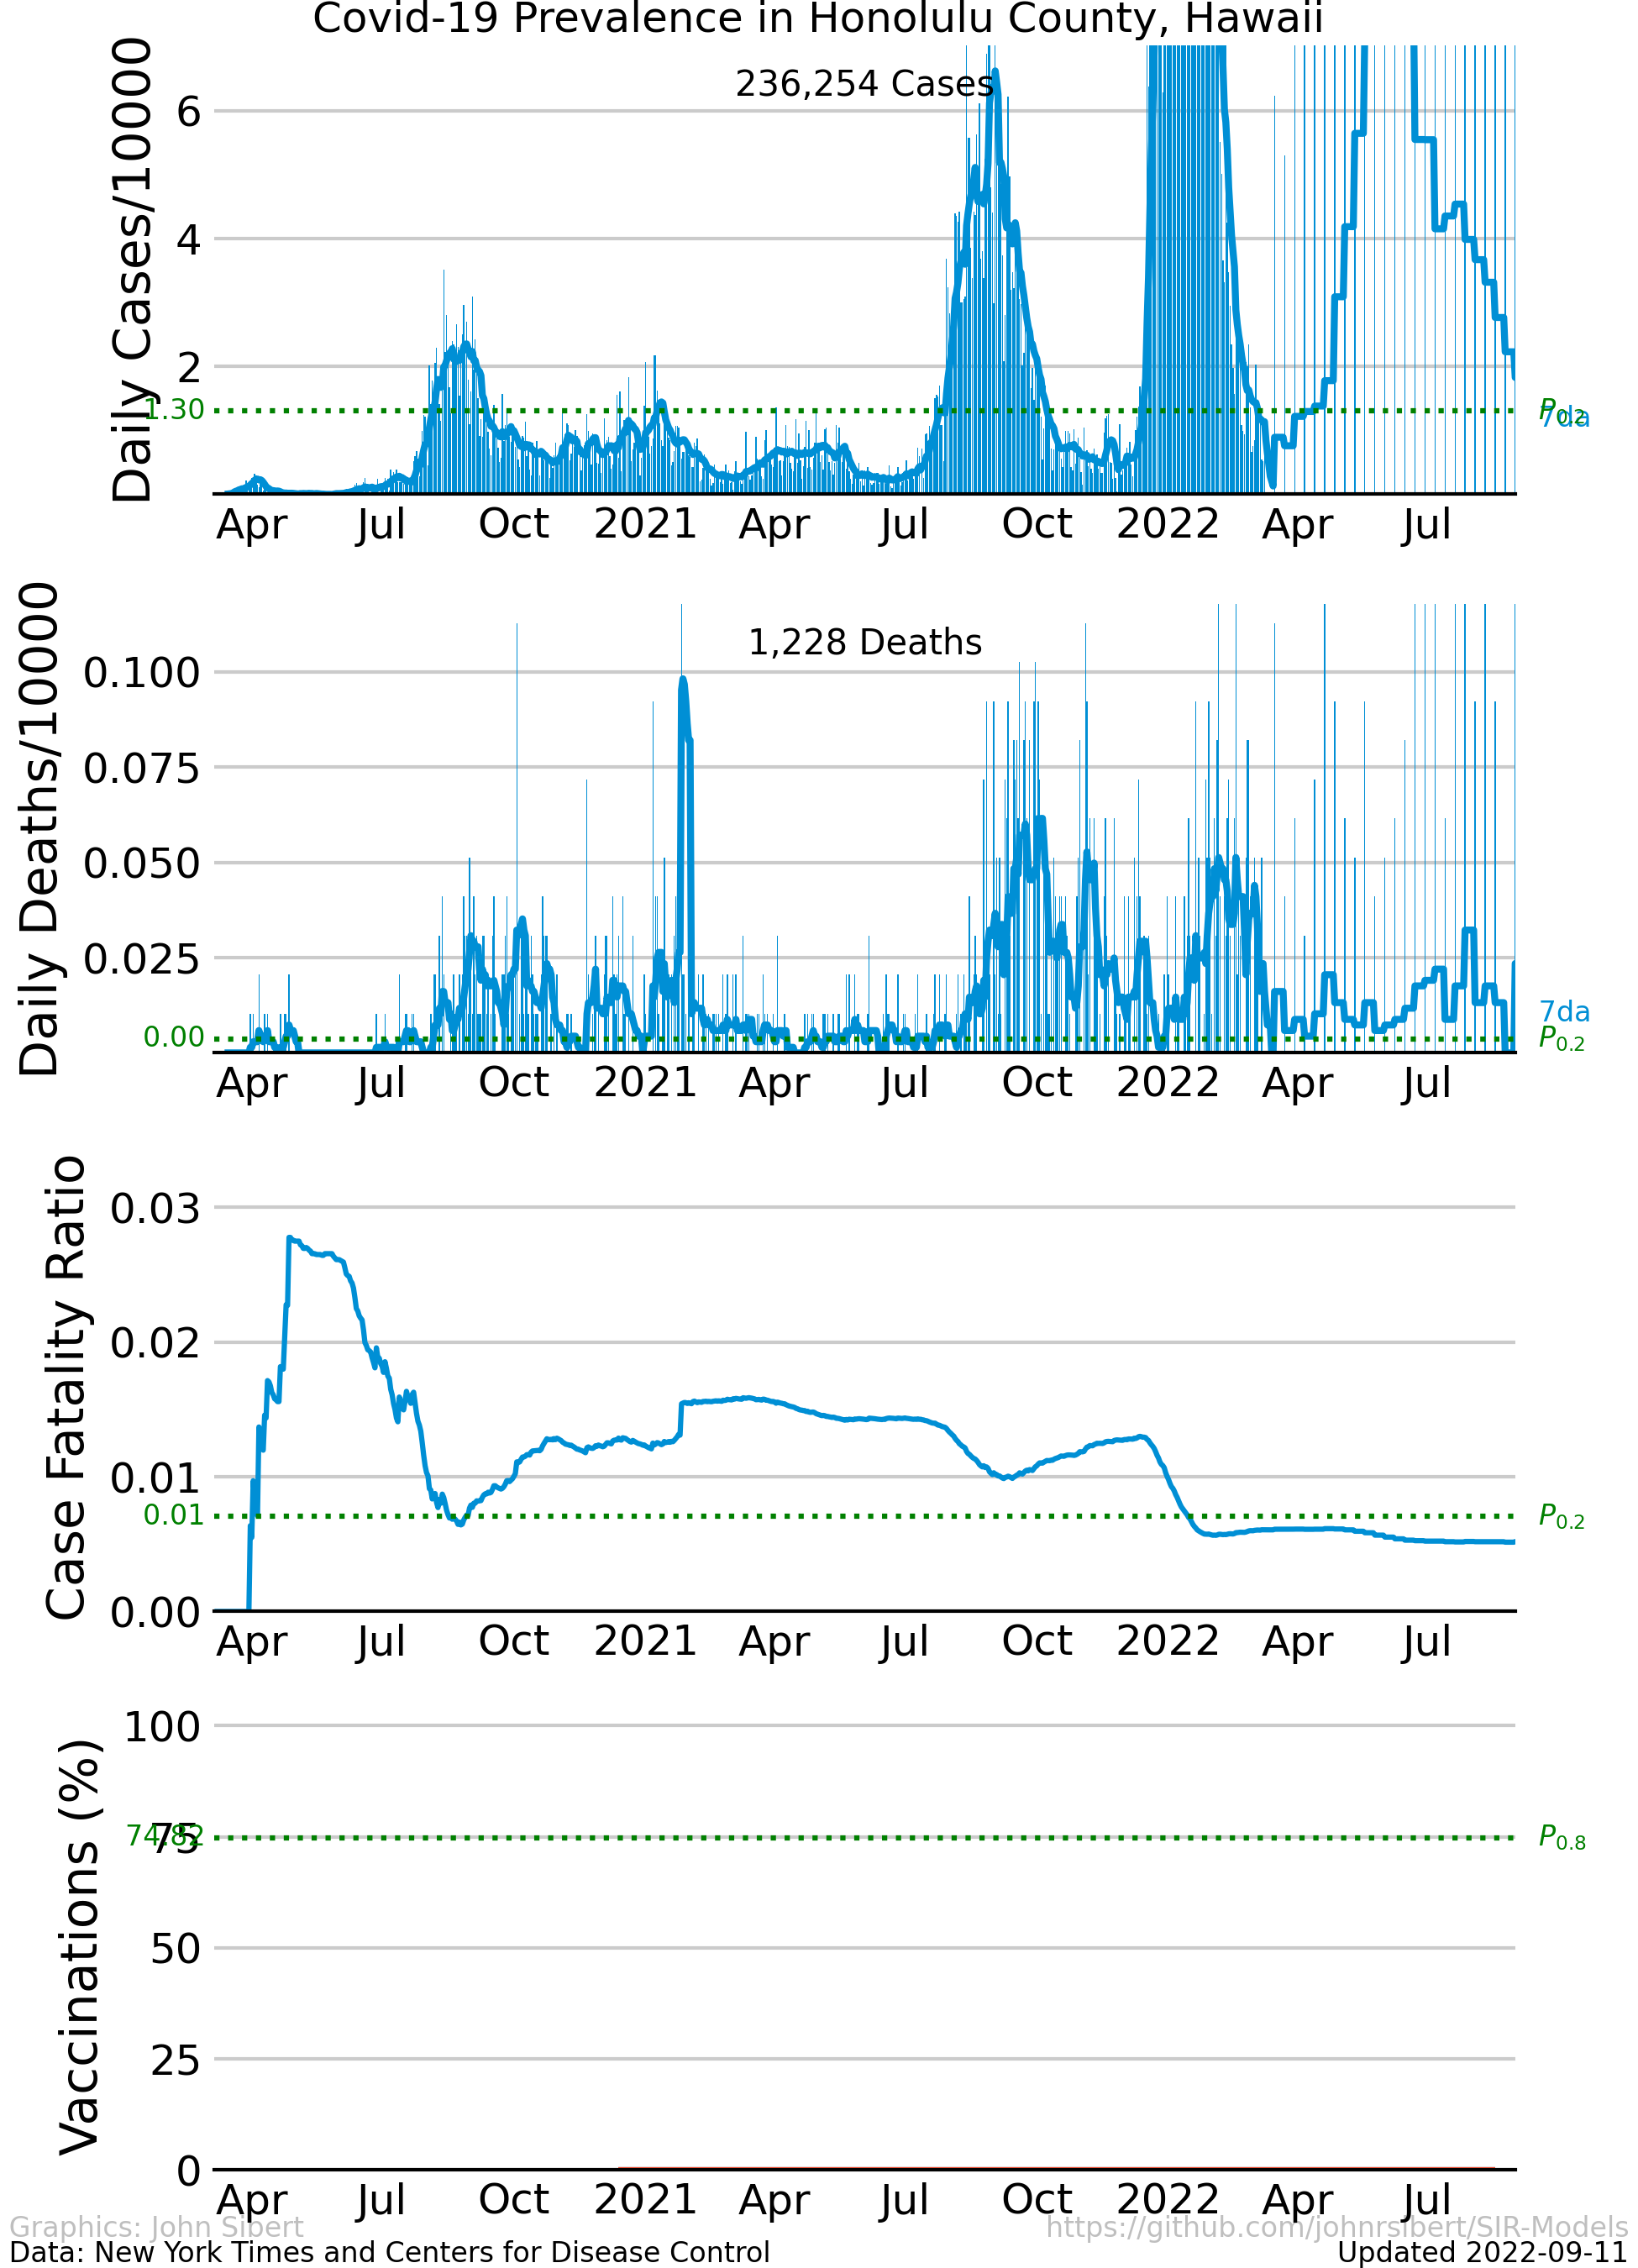 Covid-19 Prevalence in Honolulu County, Hawaii
Daily Cases/10000
236,254 Cases
6
4
2
1.30
P0.2
7da
Apr Jul Oct 2021 Apr Jul Oct 2022 Apr Jul
Daily Deaths/10000
1,228 Deaths
0.100
0.075
0.050
0.025
0.00
7da
P0.2
Apr Jul Oct 2021 Apr Jul Oct 2022 Apr Jul
Case Fatality Ratio
0.03
0.02
0.01
0.01
P0.2
0.00
Apr Jul Oct 2021 Apr Jul Oct 2022 Apr Jul
Vaccinations (%)
100
75
74.82
P0.8
50
25
0
Apr Jul Oct 2021 Apr Jul Oct 2022 Apr Jul
Graphics: John Sibert https://github.com/johnrsibert/SIR-Models
Data: New York Times and Centers for Disease Control Updated 2022-09-11